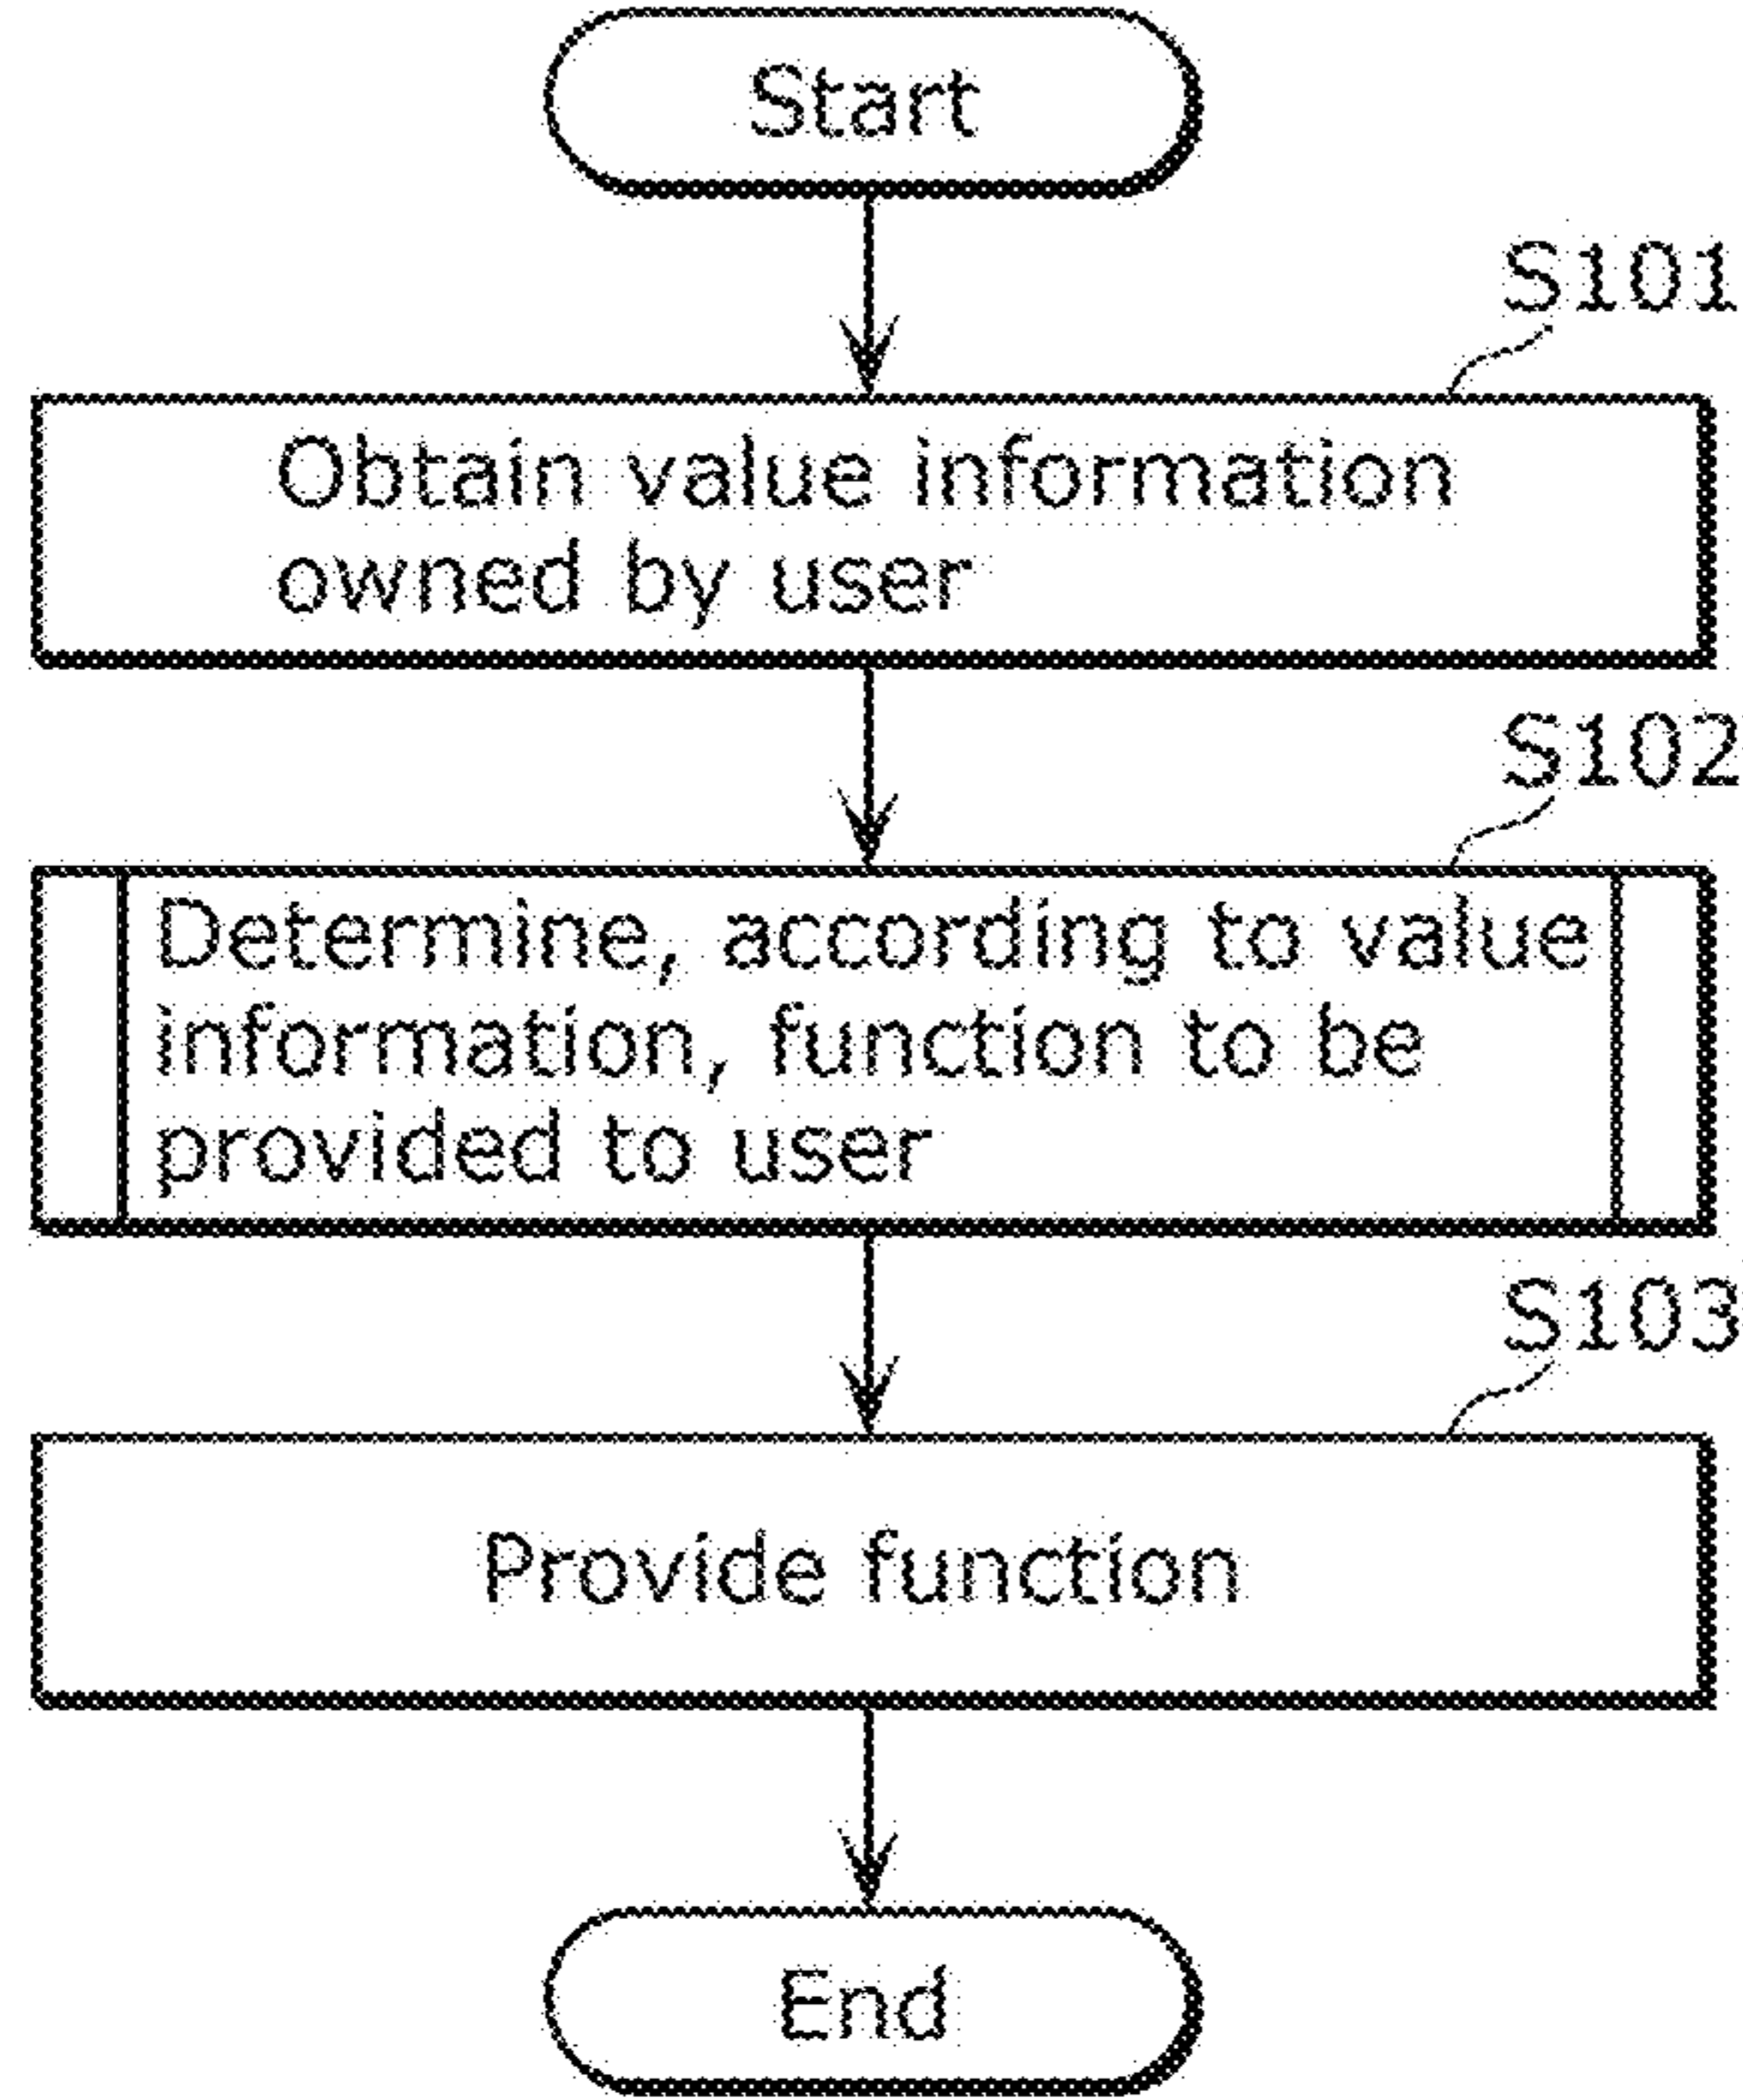 Start
S101
Obtain value information
owned by user
S102
Determine, according to value
information, function to be
provided to user
S103
Provide function
End